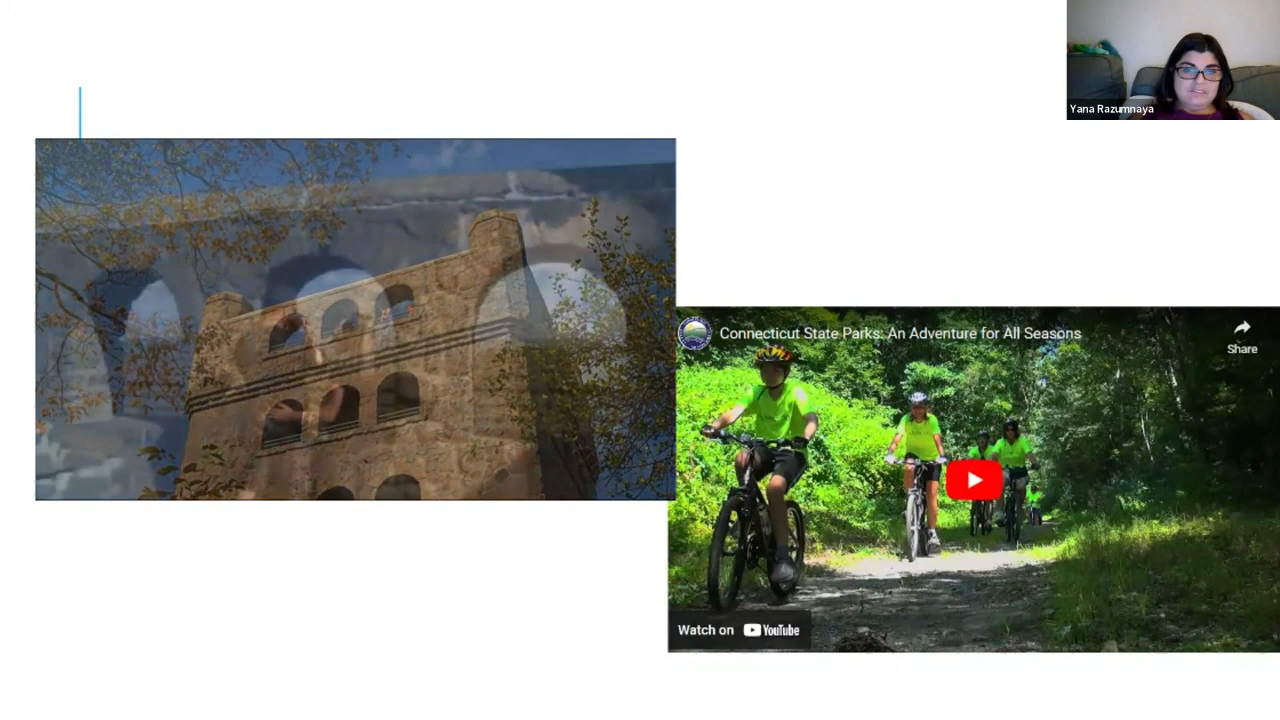 Yana Razumnaya
Connecticut State Parks: An Adventure for All Seasons
Share
Watch on YouTube